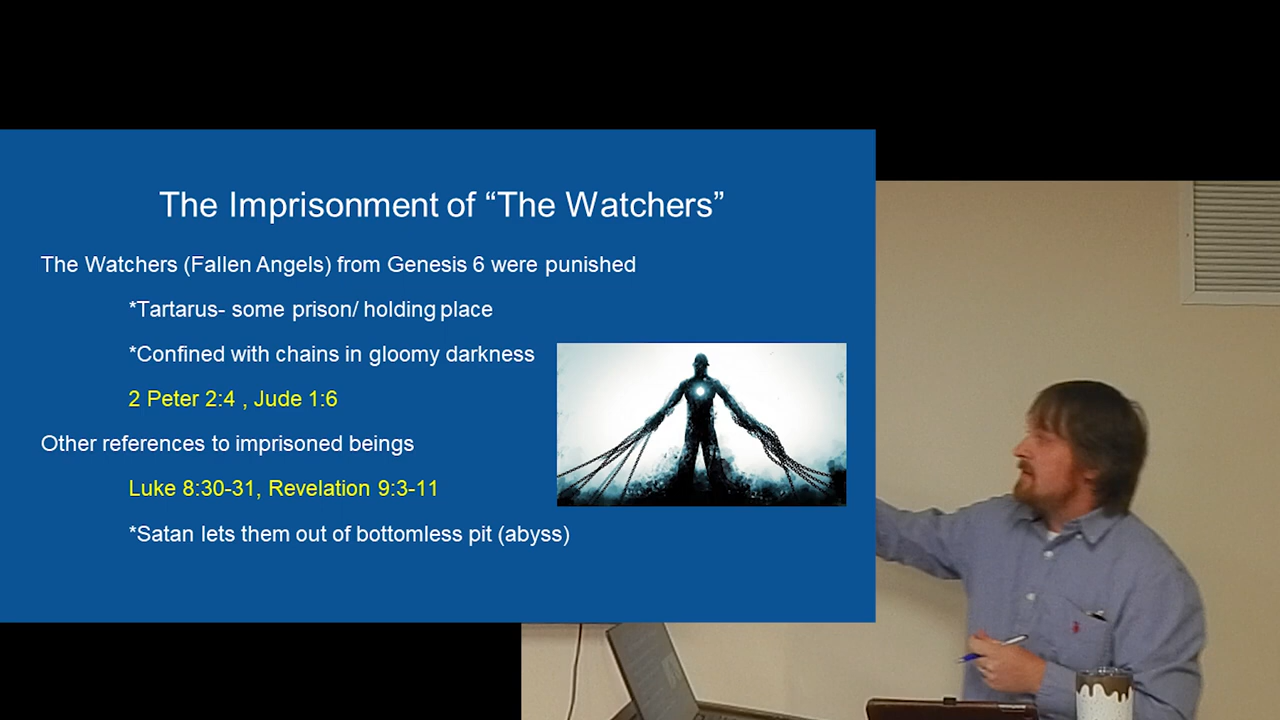 The Imprisonment of “The Watchers”
The Watchers (Fallen Angels) from Genesis 6 were punished
*Tartarus- some prison/ holding place
*Confined with chains in gloomy darkness
2 Peter 2:4 , Jude 1:6
Other references to imprisoned beings
Luke 8:30-31, Revelation 9:3-11
*Satan lets them out of bottomless pit (abyss)